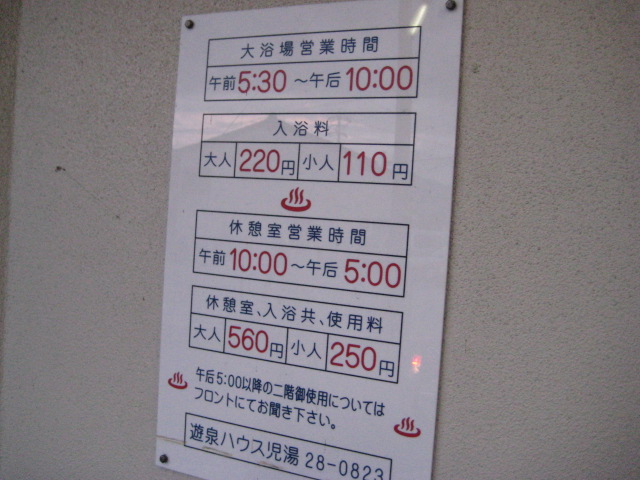 大浴場営業時間
午前5:30 〜午后10:00
入浴料
大人 220円 小人 110円
休憩室営業時間
午前10:00〜午后5:00
休憩室、入浴共、使用料
大人 560円 小人 250円
午后5:00以降の二階御使用については
フロントにてお聞き下さい。
遊泉ハウス児湯 28-0823